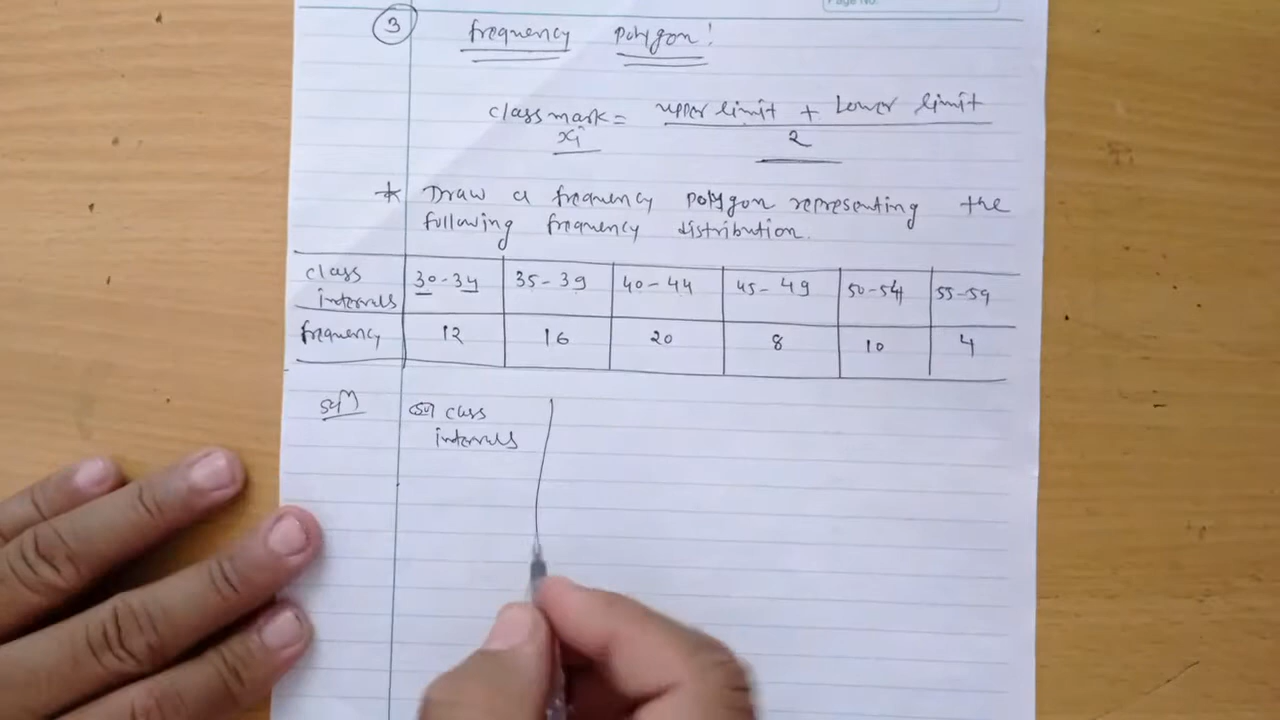 Page No.
3 frequency polygon:
class mark = upper limit + Lower limit
xi 2
* Draw a frequency polygon representing the
following frequency distribution.
class intervals 30-34 35-39 40-44 45-49 50-54 55-59
frequency 12 16 20 8 10 4
class
intervals